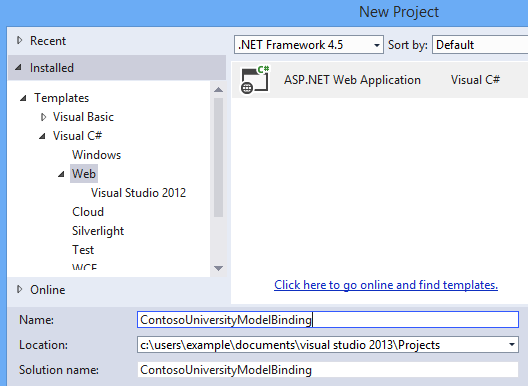 New Project
Recent
.NET Framework 4.5 Sort by: Default
Installed
ASP.NET Web Application Visual C#
Templates
Visual Basic
Visual C#
Windows
Web
Visual Studio 2012
Cloud
Silverlight
Test
WCF
Click here to go online and find templates.
Online
Name: ContosoUniversityModelBinding
Location: c:\users\example\documents\visual studio 2013\Projects
Solution name: ContosoUniversityModelBinding